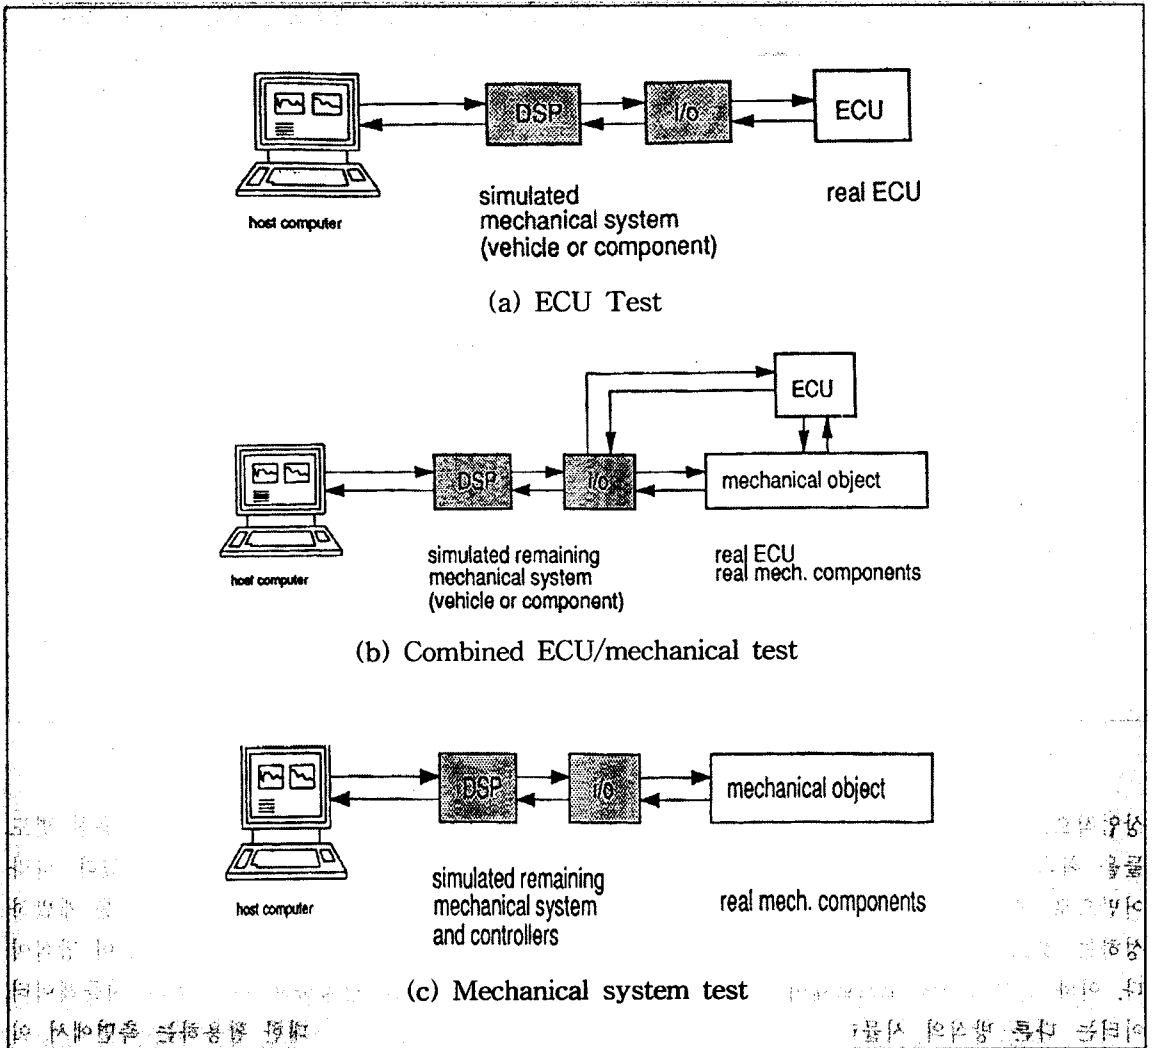 DSP
I/o
ECU
host computer
simulated
mechanical system
(vehicle or component)
real ECU
(a) ECU Test
ECU
DSP
I/o
mechanical object
host computer
simulated remaining
mechanical system
(vehicle or component)
real ECU
real mech. components
(b) Combined ECU/mechanical test
DSP
I/o
mechanical object
host computer
simulated remaining
mechanical system
and controllers
real mech. components
(c) Mechanical system test